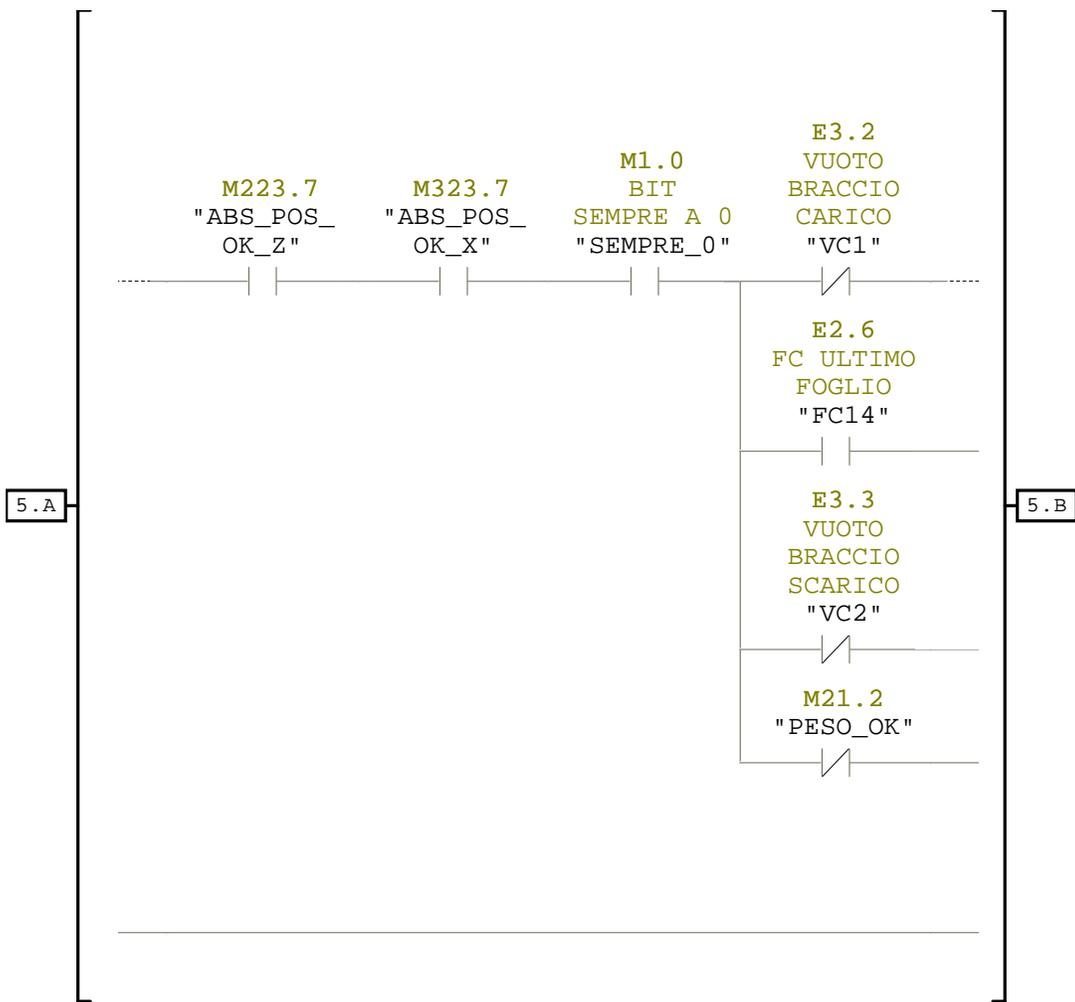 E3.2
M1.0 VUOTO
M223.7 M323.7 BIT BRACCIO
"ABS_POS_ "ABS_POS_ SEMPRE A 0 CARICO
OK_Z" OK_X" "SEMPRE_0" "VC1"
E2.6
FC ULTIMO
FOGLIO
"FC14"
5.A E3.3 5.B
VUOTO
BRACCIO
SCARICO
"VC2"
M21.2
"PESO_OK"